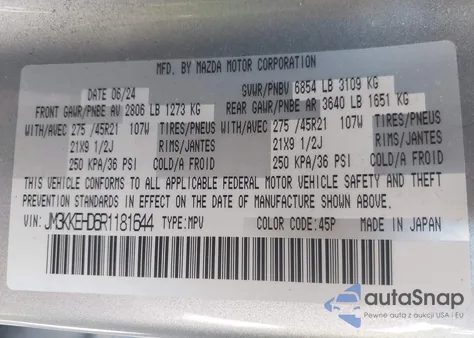 MFD. BY MAZDA MOTOR CORPORATION
DATE 06/24 GVWR/PNBV 6854 LB 3109 KG
FRONT GAWR/PNBE AV 2806 LB 1273 KG REAR GAWR/PNBE AR 3640 LB 1651 KG
WITH/AVEC 275 /45R21 107W TIRES/PNEUS WITH/AVEC 275 /45R21 107W TIRES/PNEUS
21X9 1/2J RIMS/JANTES 21X9 1/2J RIMS/JANTES
250 KPA/36 PSI COLD/A FROID 250 KPA/36 PSI COLD/A FROID
THIS VEHICLE CONFORMS TO ALL APPLICABLE FEDERAL MOTOR VEHICLE SAFETY AND THEFT
PREVENTION STANDARDS IN EFFECT ON THE DATE OF MANUFACTURE SHOWN ABOVE.
VIN: JM3KKEHD6R1181644 TYPE: MPV COLOR CODE: 45P MADE IN JAPAN
autoSnap
Pewne auta z aukcji USA i EU